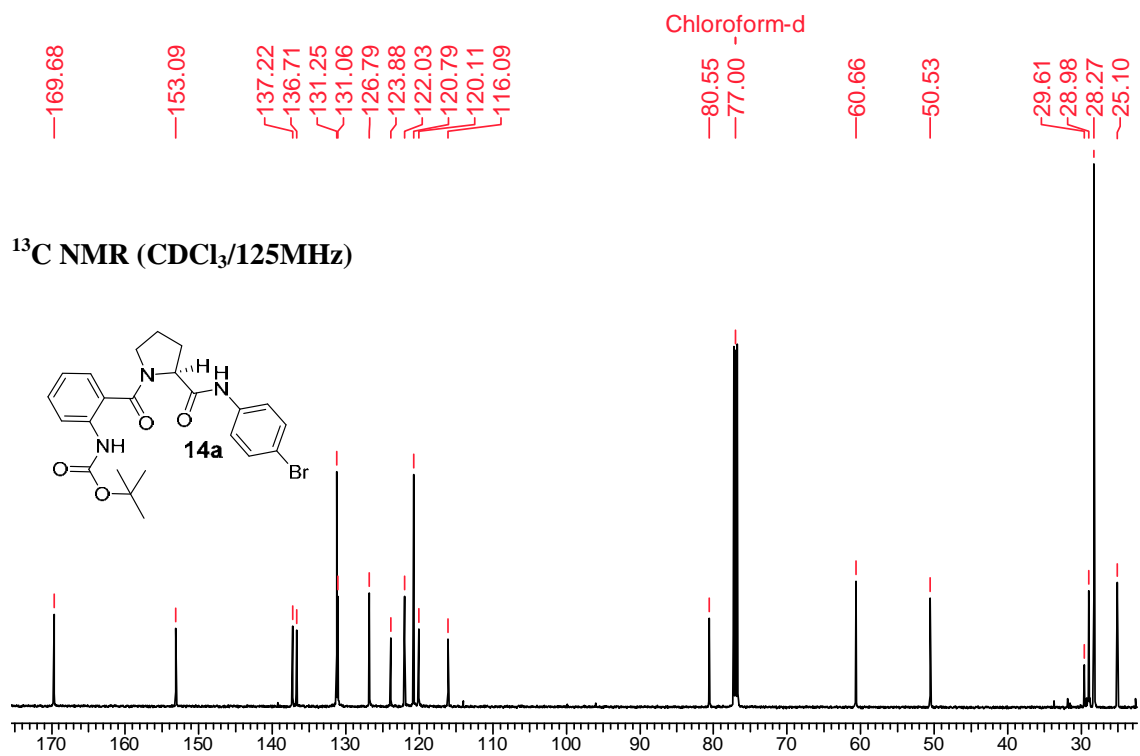 Chloroform-d
169.68
153.09
137.22
136.71
131.25
131.06
126.79
123.88
122.03
120.79
120.11
116.09
80.55
77.00
60.66
50.53
29.61
28.98
28.27
25.10
¹³C NMR (CDCl₃/125MHz)
H
H
N
N
O
O
NH
14a
O
Br
O
170 160 150 140 130 120 110 100 90 80 70 60 50 40 30